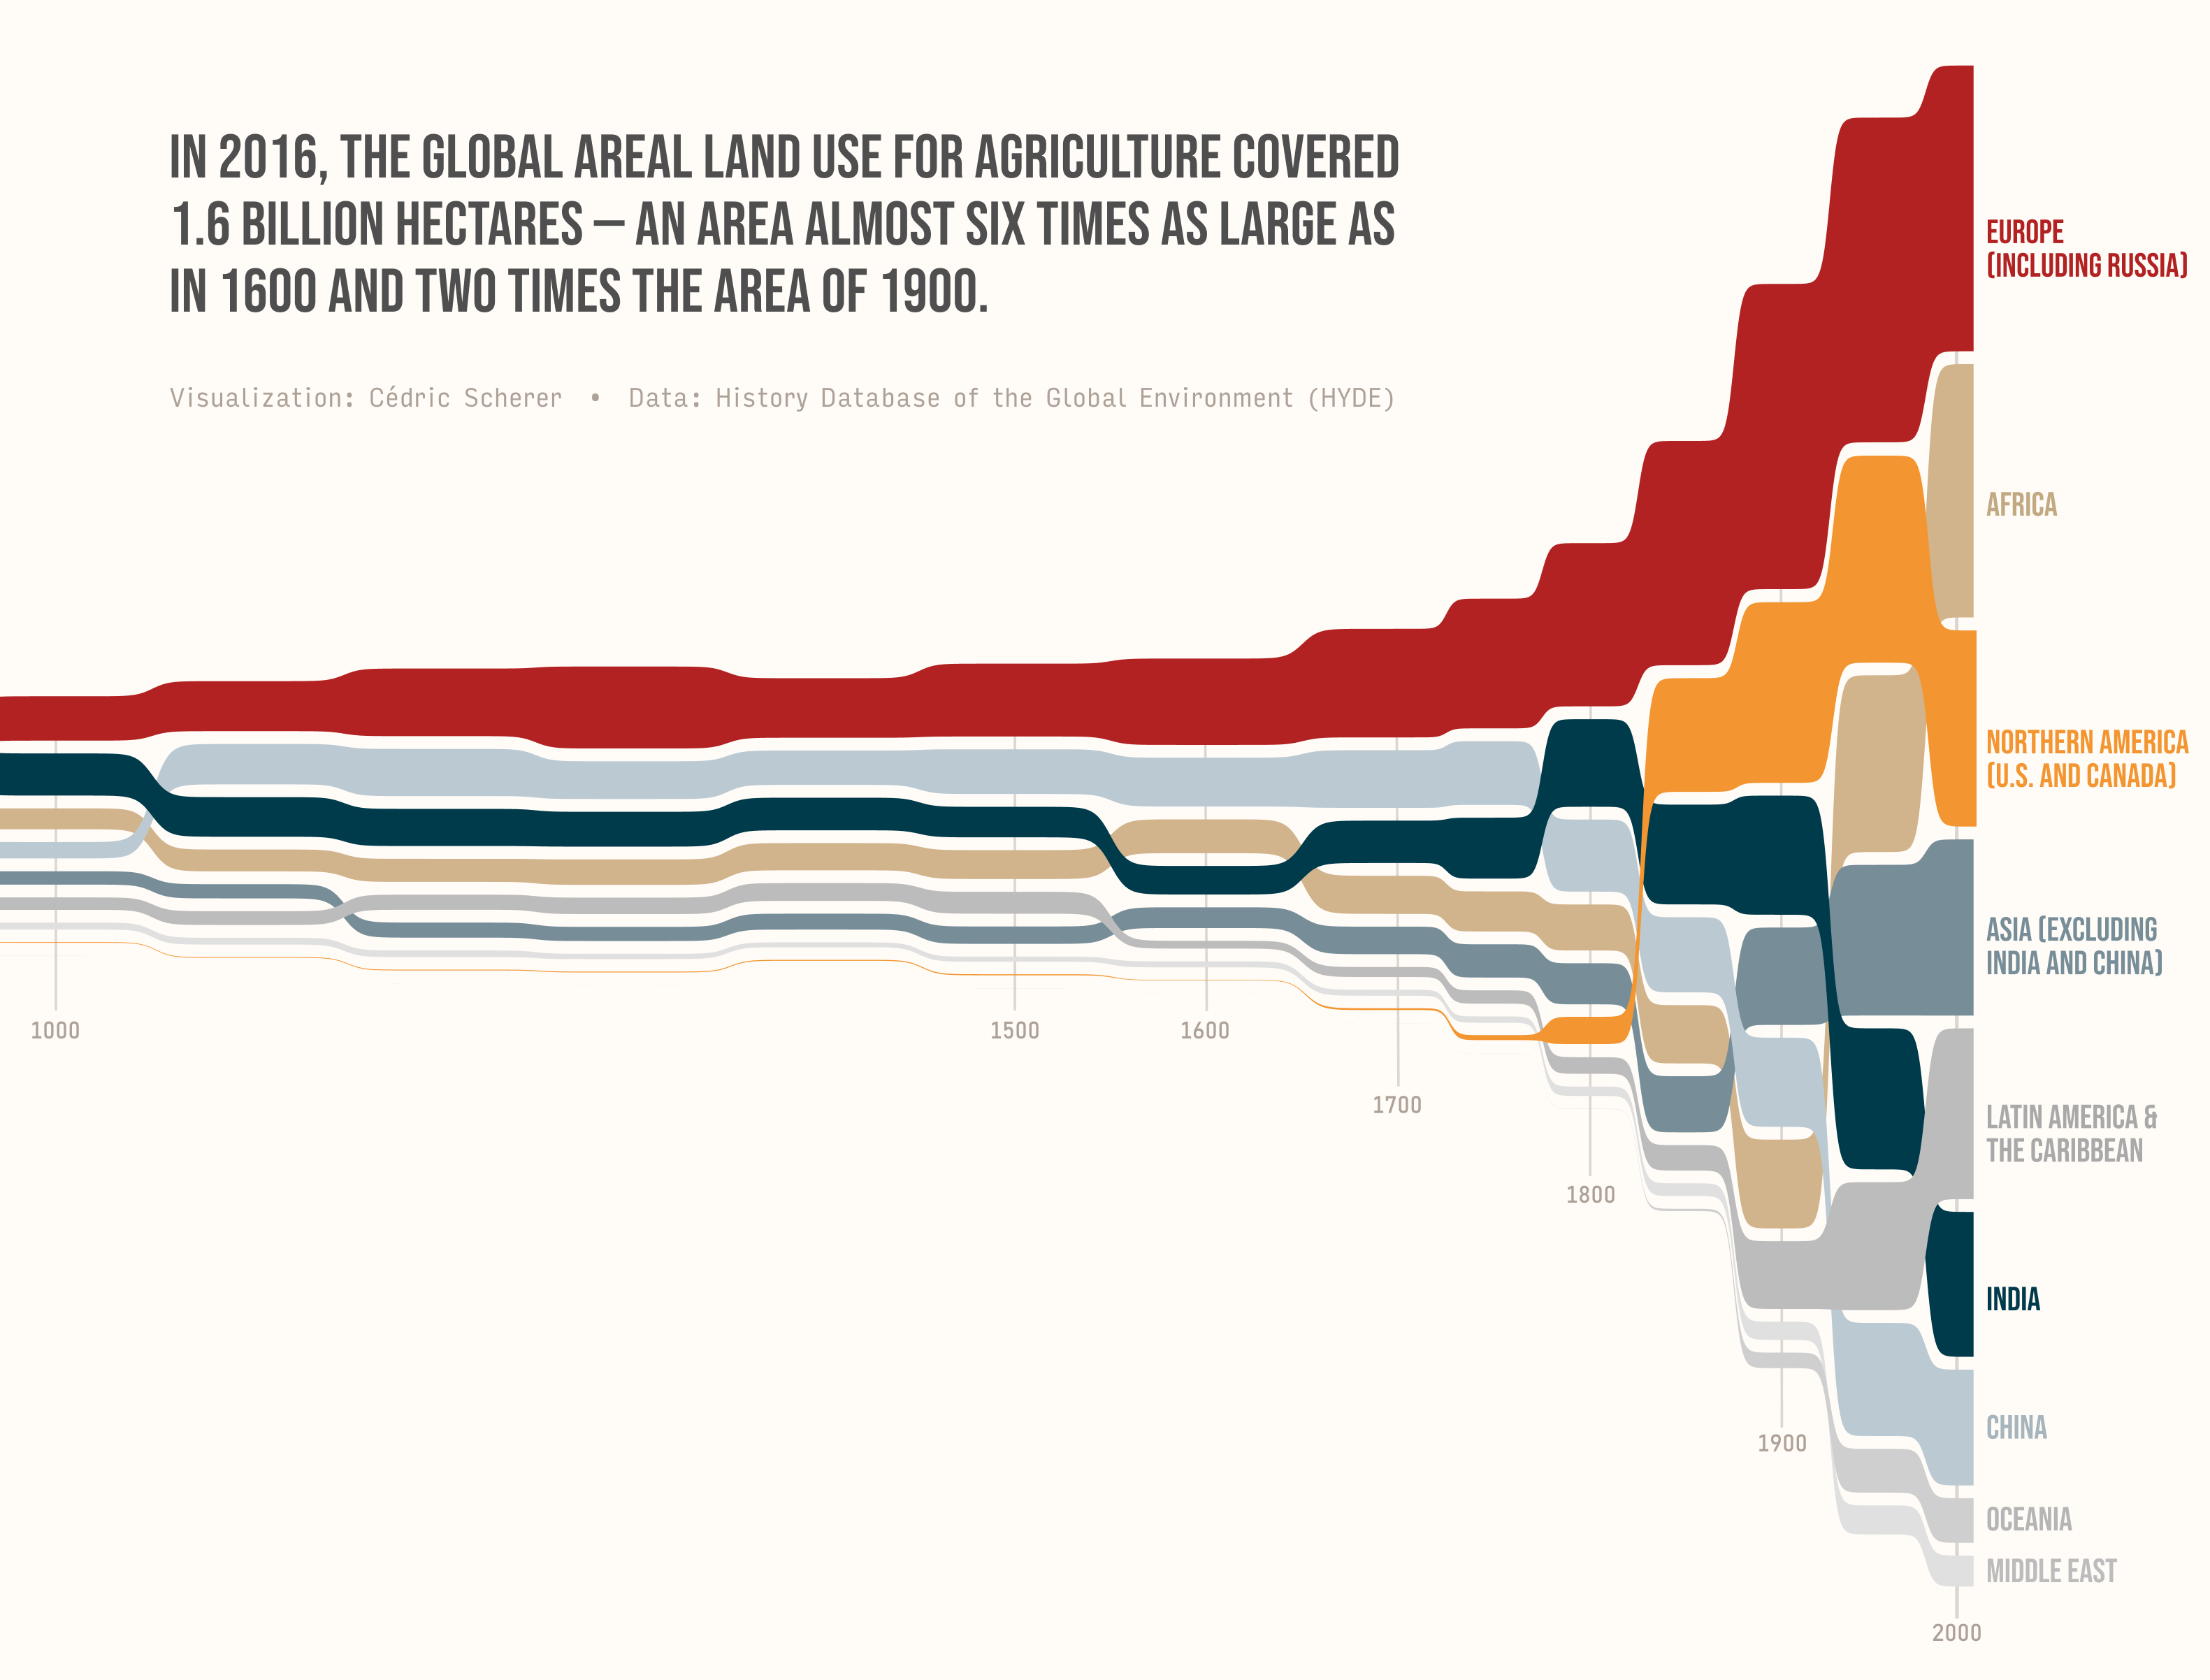 IN 2016, THE GLOBAL AREAL LAND USE FOR AGRICULTURE COVERED
1.6 BILLION HECTARES – AN AREA ALMOST SIX TIMES AS LARGE AS
IN 1600 AND TWO TIMES THE AREA OF 1900.
Visualization: Cédric Scherer • Data: History Database of the Global Environment (HYDE)
EUROPE
(INCLUDING RUSSIA)
AFRICA
NORTHERN AMERICA
(U.S. AND CANADA)
ASIA (EXCLUDING
INDIA AND CHINA)
LATIN AMERICA &
THE CARIBBEAN
INDIA
CHINA
OCEANIA
MIDDLE EAST
1000
1500
1600
1700
1800
1900
2000